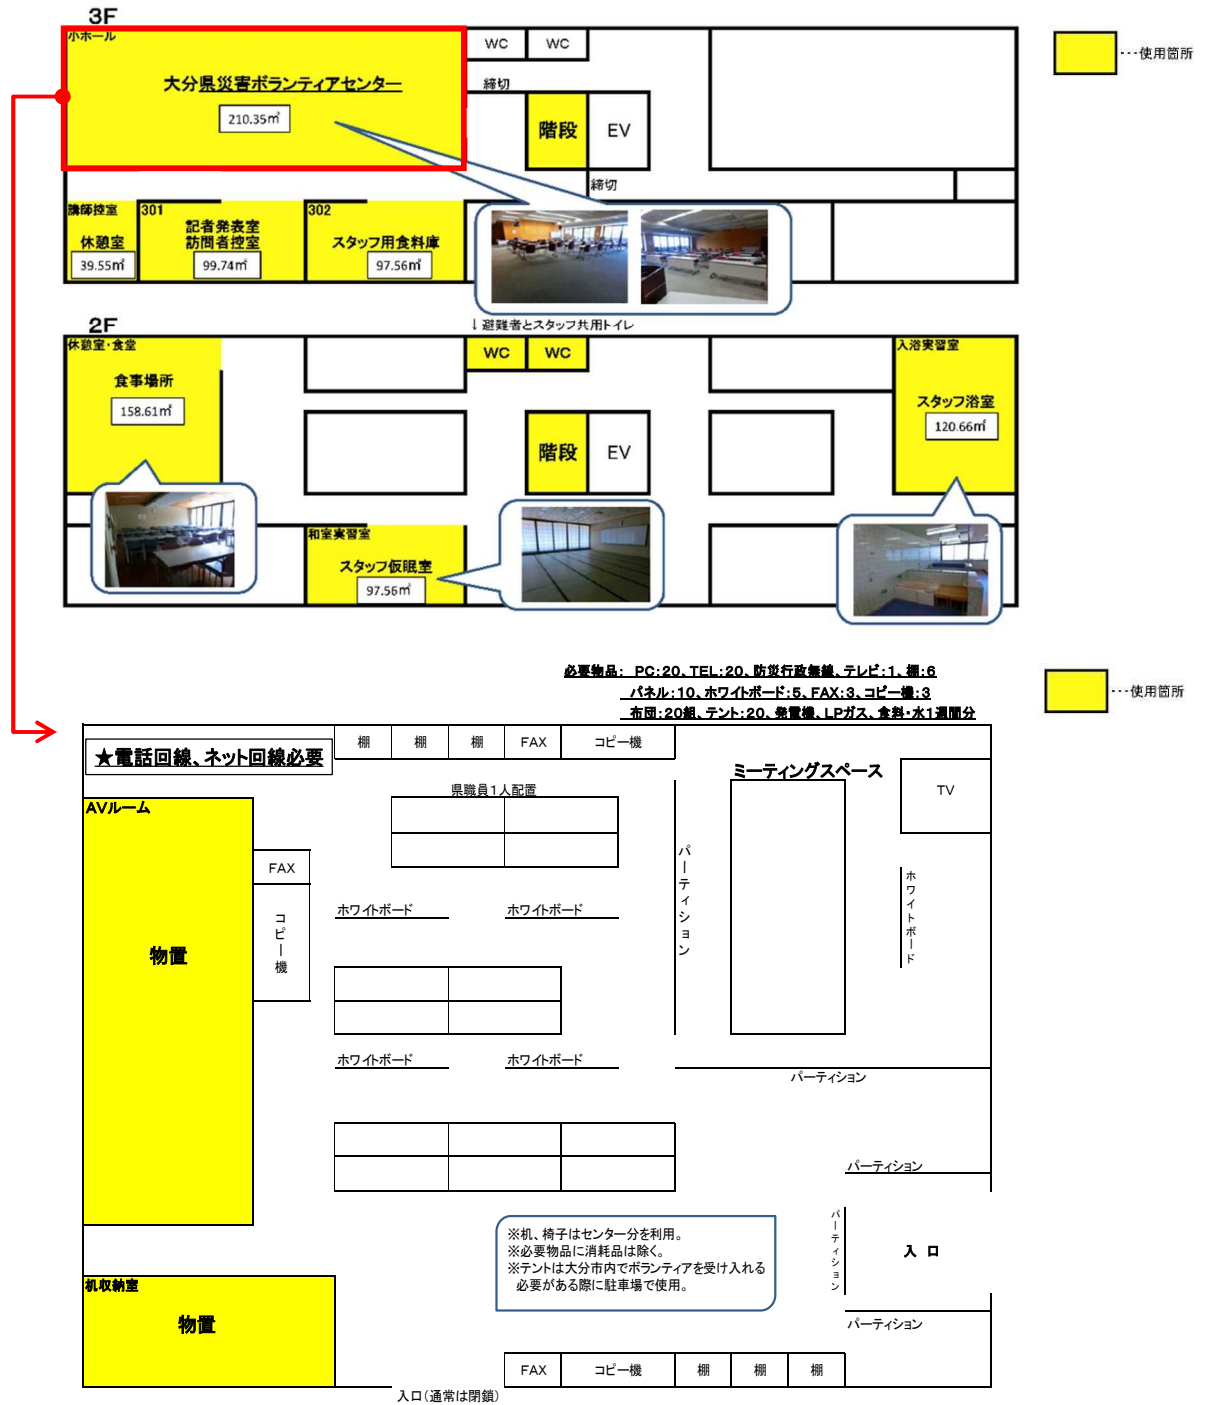 3F
小ホール
WC
WC
･･･使用箇所
大分県災害ボランティアセンター
締切
210.35㎡
階段
EV
締切
講師控室
301
302
休憩室
記者発表室
訪問者控室
スタッフ用食料庫
39.55㎡
99.74㎡
97.56㎡
2F
↓避難者とスタッフ共用トイレ
休憩室・食堂
WC
WC
入浴実習室
食事場所
158.61㎡
スタッフ浴室
120.66㎡
階段
EV
和室実習室
スタッフ仮眠室
97.56㎡
必要物品： PC：20、TEL：20、防災行政無線、テレビ：1、棚：6
パネル：10、ホワイトボード：5、FAX：3、コピー機：3
布団：20組、テント：20、発電機、LPガス、食料・水1週間分
･･･使用箇所
★電話回線、ネット回線必要
棚
棚
棚
FAX
コピー機
ミーティングスペース
TV
県職員１人配置
AVルーム
パーティション
FAX
コピー機
ホワイトボード
ホワイトボード
ホワイトボード
物置
ホワイトボード
ホワイトボード
パーティション
パーティション
パーティション
入 口
※机、椅子はセンター分を利用。
※必要物品に消耗品は除く。
※テントは大分市内でボランティアを受け入れる
必要がある際に駐車場で使用。
机収納室
物置
パーティション
FAX
コピー機
棚
棚
棚
入口（通常は閉鎖）